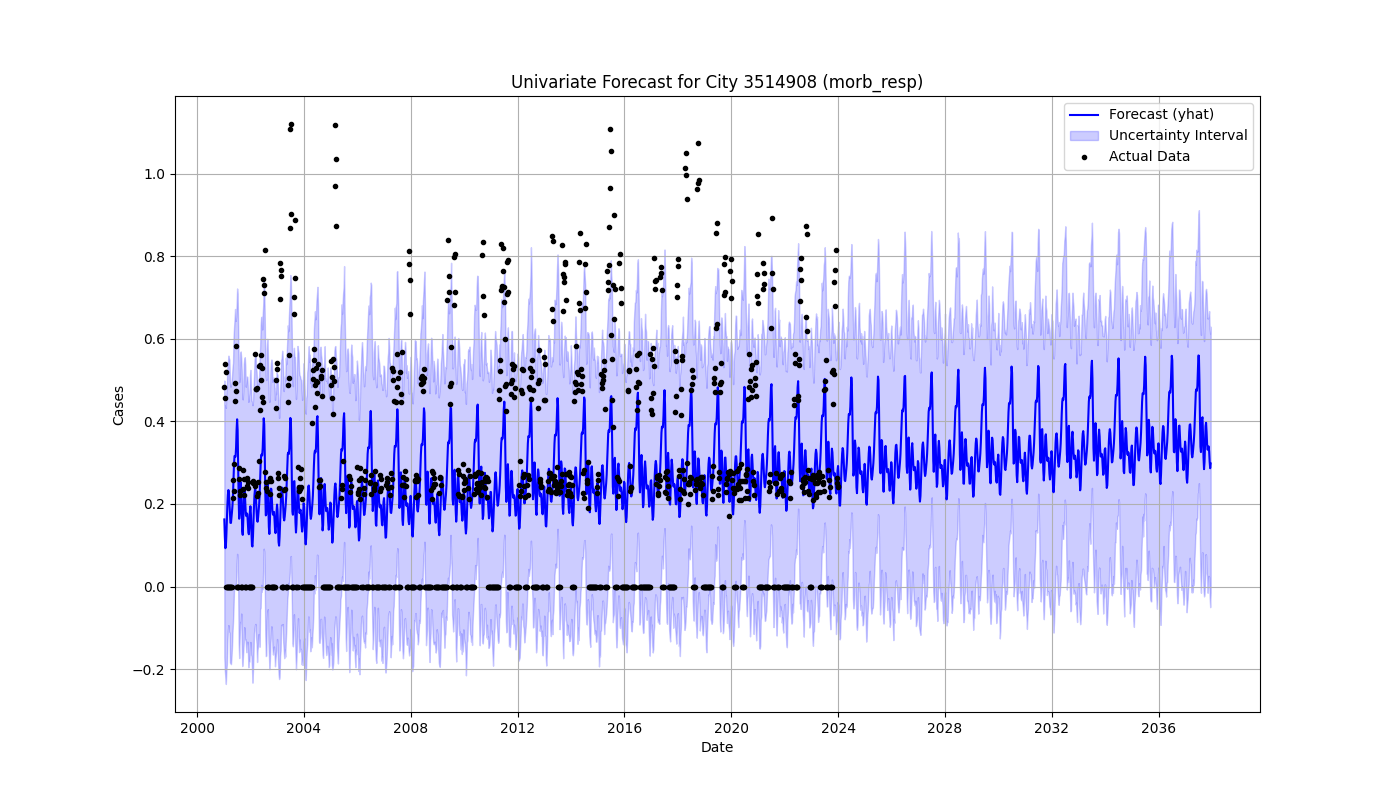 Univariate Forecast for City 3514908 (morb_resp)
Forecast (yhat)
Uncertainty Interval
Actual Data
Cases
1.0
0.8
0.6
0.4
0.2
0.0
−0.2
2000 2004 2008 2012 2016 2020 2024 2028 2032 2036
Date